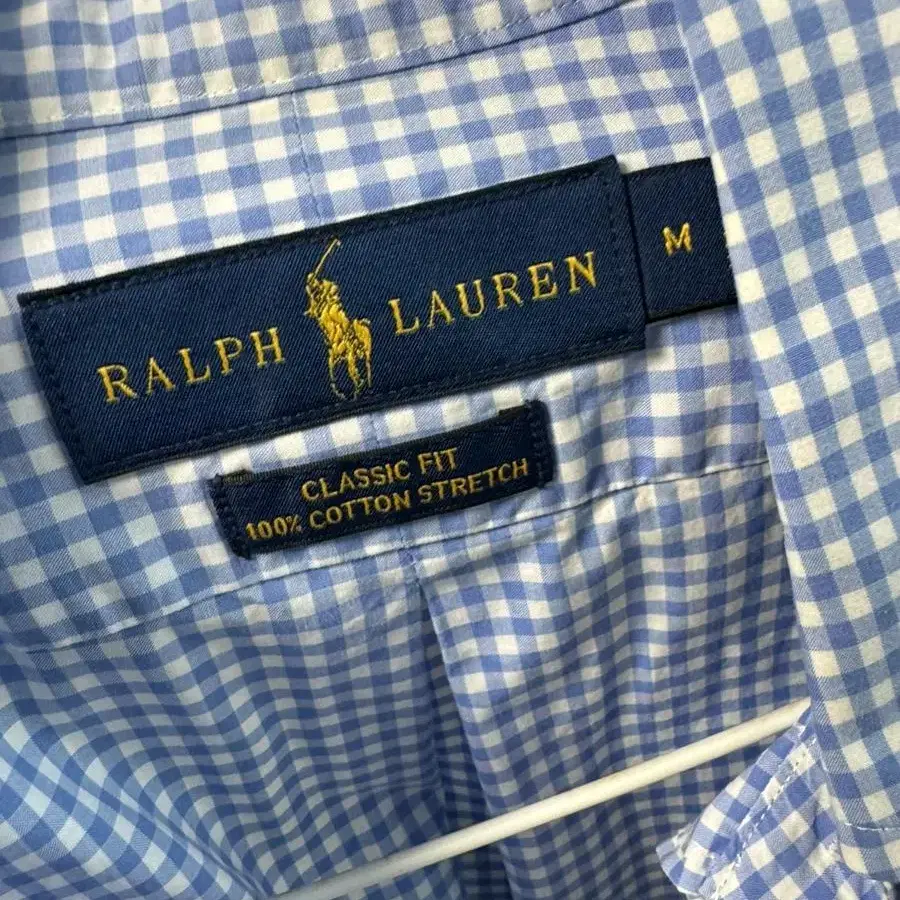 RALPH LAUREN
M
CLASSIC FIT
100% COTTON STRETCH